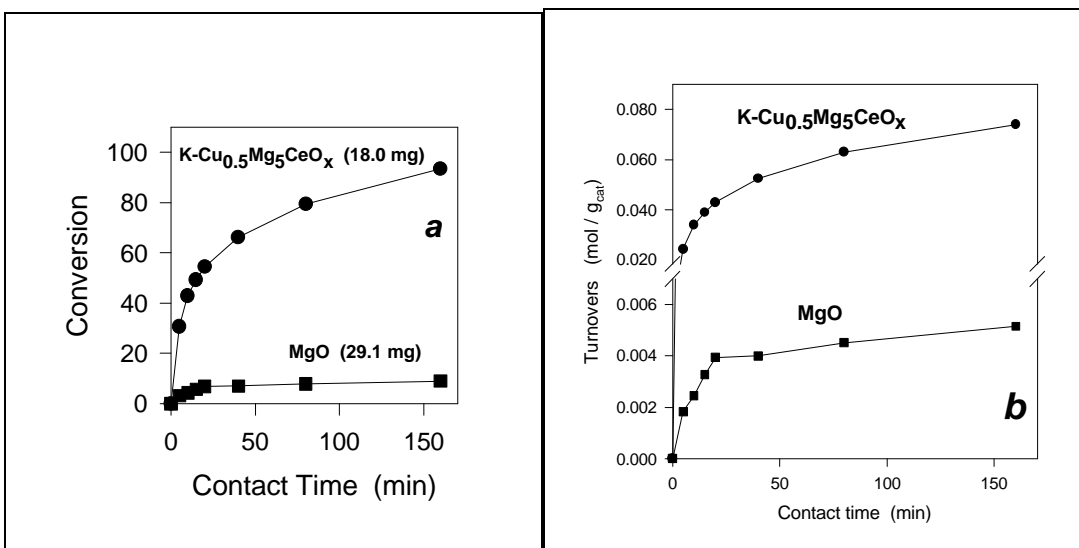 100
80
60
40
20
0
Conversion
K-Cu0.5Mg5CeOx (18.0 mg)
a
MgO (29.1 mg)
0 50 100 150
Contact Time (min)
0.080
0.060
0.040
0.020
0.006
0.004
0.002
0.000
Turnovers (mol / gcat)
K-Cu0.5Mg5CeOx
MgO
b
0 50 100 150
Contact time (min)